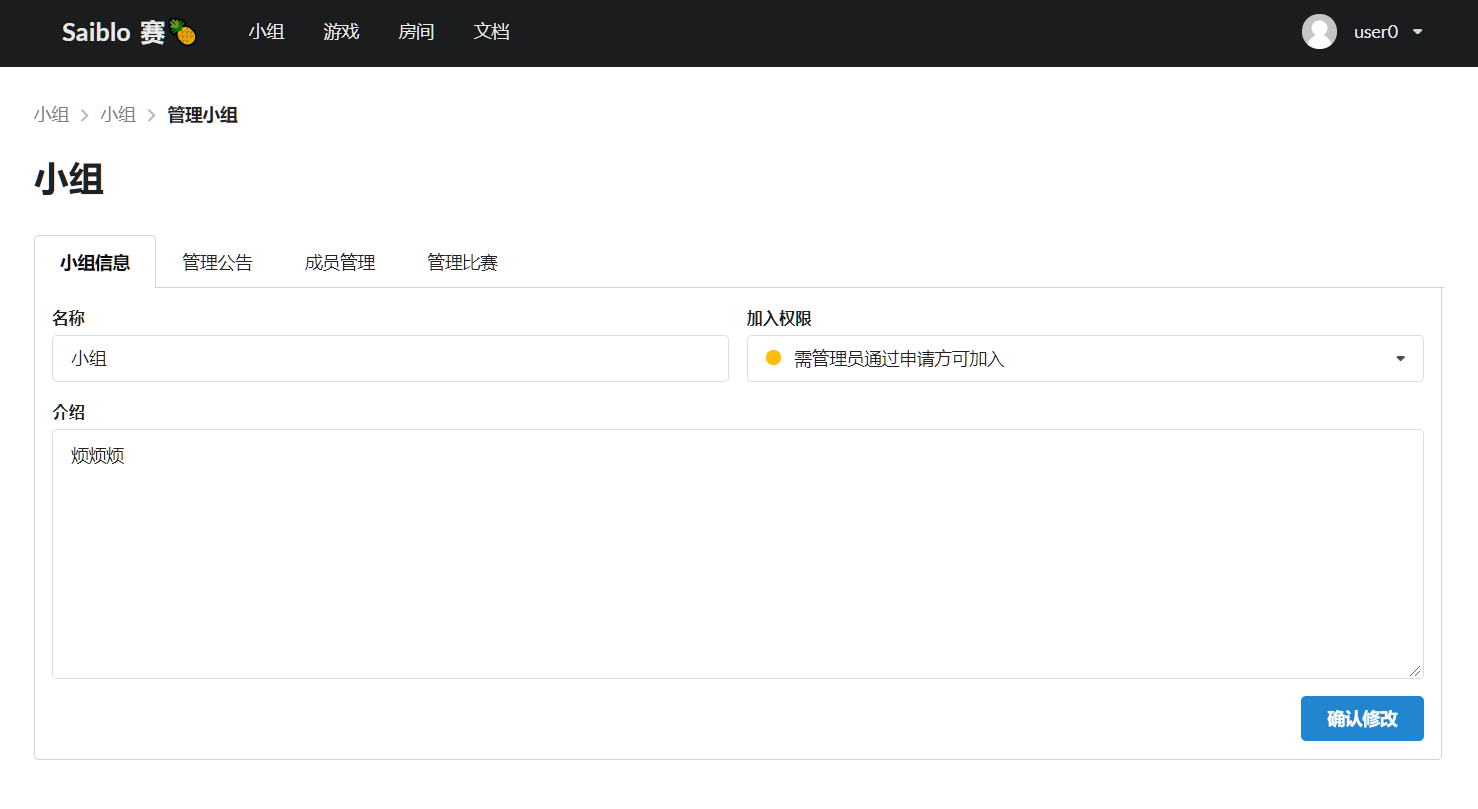 Saiblo 赛🍍 小组 游戏 房间 文档 user0
小组 > 小组 > 管理小组
小组
小组信息 管理公告 成员管理 管理比赛
名称 加入权限
小组 需管理员通过申请方可加入
介绍
烦烦烦
确认修改